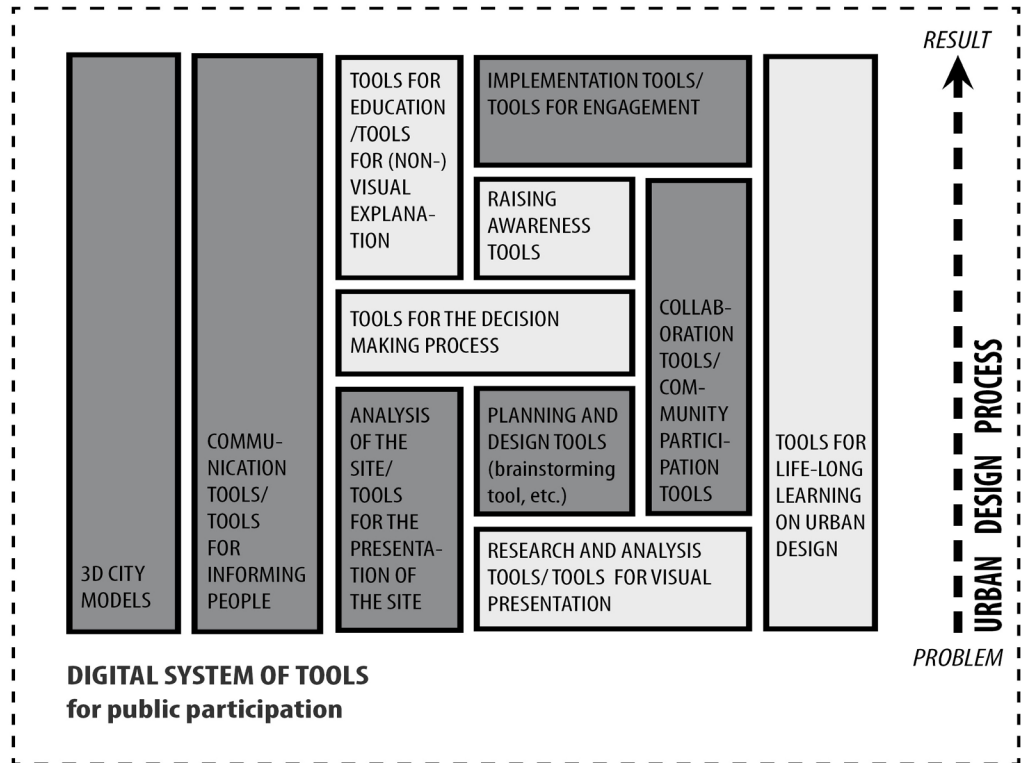 RESULT
TOOLS FOR
EDUCATION
/TOOLS
FOR (NON-)
VISUAL
EXPLANA-
TION
IMPLEMENTATION TOOLS/
TOOLS FOR ENGAGEMENT
RAISING
AWARENESS
TOOLS
TOOLS FOR THE DECISION
MAKING PROCESS
COLLAB-
ORATION
TOOLS/
COM-
MUNITY
PARTICI-
PATION
TOOLS
3D CITY
MODELS
COMMU-
NICATION
TOOLS/
TOOLS
FOR
INFORMING
PEOPLE
ANALYSIS
OF THE
SITE/
TOOLS
FOR THE
PRESENTA-
TION OF
THE SITE
PLANNING AND
DESIGN TOOLS
(brainstorming
tool, etc.)
RESEARCH AND ANALYSIS
TOOLS/ TOOLS FOR VISUAL
PRESENTATION
TOOLS FOR
LIFE-LONG
LEARNING
ON URBAN
DESIGN
URBAN DESIGN PROCESS
PROBLEM
DIGITAL SYSTEM OF TOOLS
for public participation